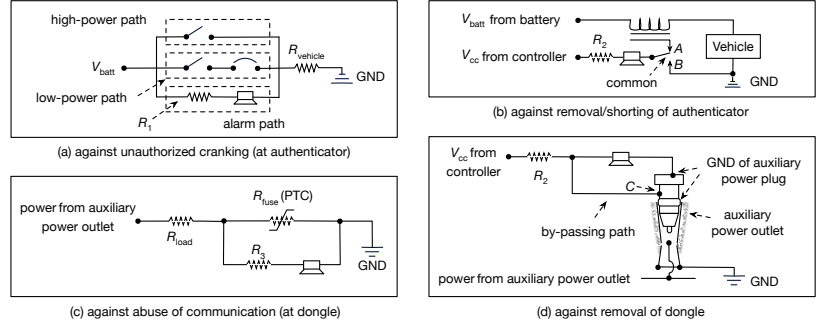 high-power path
V_batt
R_vehicle
GND
low-power path
R_1
alarm path
(a) against unauthorized cranking (at authenticator)
V_batt from battery
V_cc from controller
R_2
A
B
Vehicle
common
GND
(b) against removal/shorting of authenticator
power from auxiliary
power outlet
R_load
R_fuse (PTC)
R_3
GND
(c) against abuse of communication (at dongle)
V_cc from
controller
R_2
C
GND of auxiliary
power plug
by-passing path
auxiliary
power outlet
power from auxiliary power outlet
GND
(d) against removal of dongle